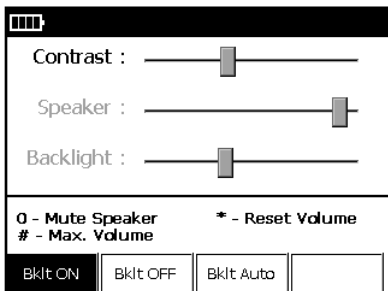 Contrast :
Speaker :
Backlight :
0 - Mute Speaker * - Reset Volume
# - Max. Volume
Bklt ON Bklt OFF Bklt Auto